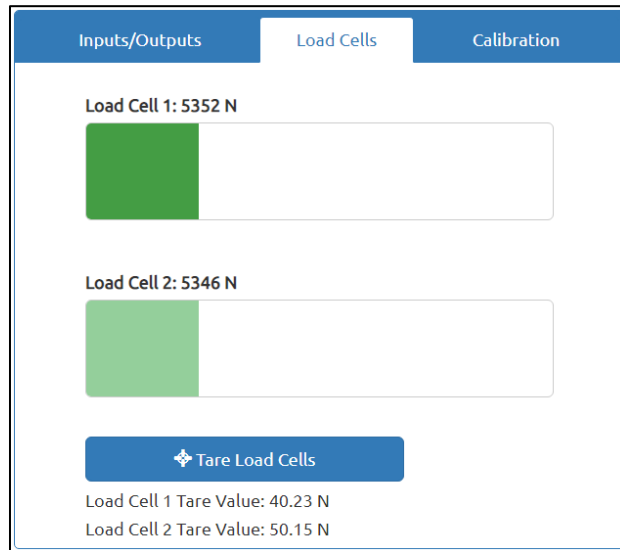 Inputs/Outputs Load Cells Calibration
Load Cell 1: 5352 N
Load Cell 2: 5346 N
Tare Load Cells
Load Cell 1 Tare Value: 40.23 N
Load Cell 2 Tare Value: 50.15 N